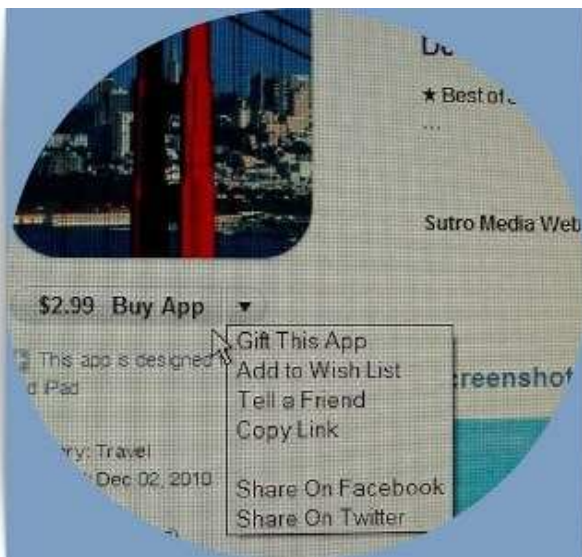 ★ Best of
...
Sutro Media Web
$2.99 Buy App ▼
This app is designed
d iPad
Gift This App
Add to Wish List
Tell a Friend
Copy Link
Share On Facebook
Share On Twitter
creenshot
ry: Travel
Dec 02, 2010